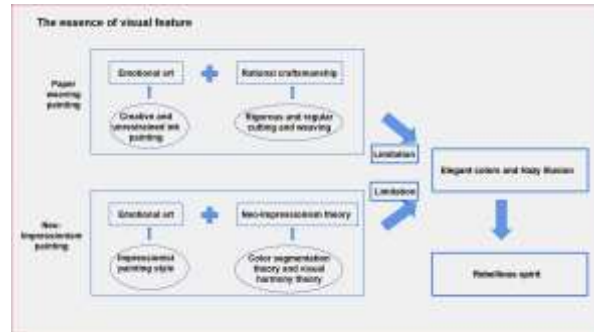 The essence of visual feature
Paper
weaving
painting
Emotional art
Rational craftsmanship
Creative and
unrestrained ink
painting
Rigorous and regular
cutting and weaving
Limitation
Elegant colors and hazy illusion
Limitation
Neo-
Impressionism
painting
Emotional art
Neo-Impressionism theory
Impressionist
painting style
Color segmentation
theory and visual
harmony theory
Rebellious spirit